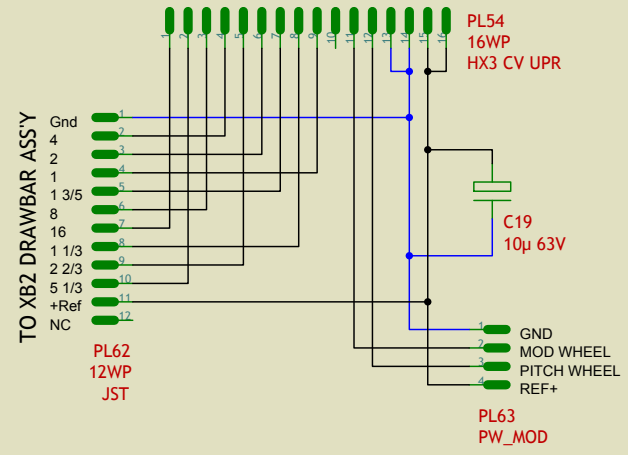 PL54
16WP
HX3 CV UPR
1
2
3
4
5
6
7
8
9
10
11
12
13
14
15
16
TO XB2 DRAWBAR ASS'Y
Gnd 1
4 2
2 3
1 4
1 3/5 5
8 6
16 7
1 1/3 8
2 2/3 9
5 1/3 10
+Ref 11
NC 12
PL62
12WP
JST
C19
10µ 63V
1 GND
2 MOD WHEEL
3 PITCH WHEEL
4 REF+
PL63
PW_MOD